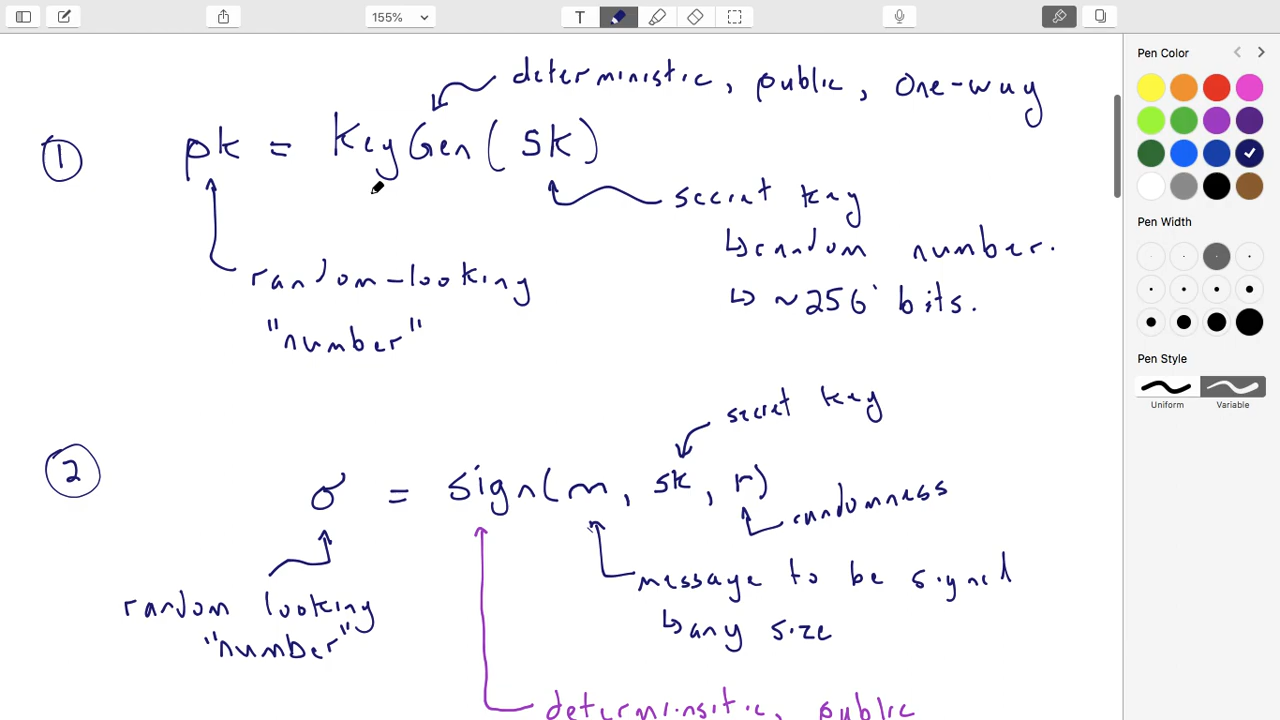 155%
T
deterministic, public, one-way
① pk = KeyGen(sk)
secret key
↳ random number.
↳ ~256 bits.
random-looking
"number"
secret key
② σ = sign(m, sk, r)
randomness
message to be signed
↳ any size
random looking
"number"
determinsitic, public
Pen Color
Pen Width
Pen Style
Uniform
Variable